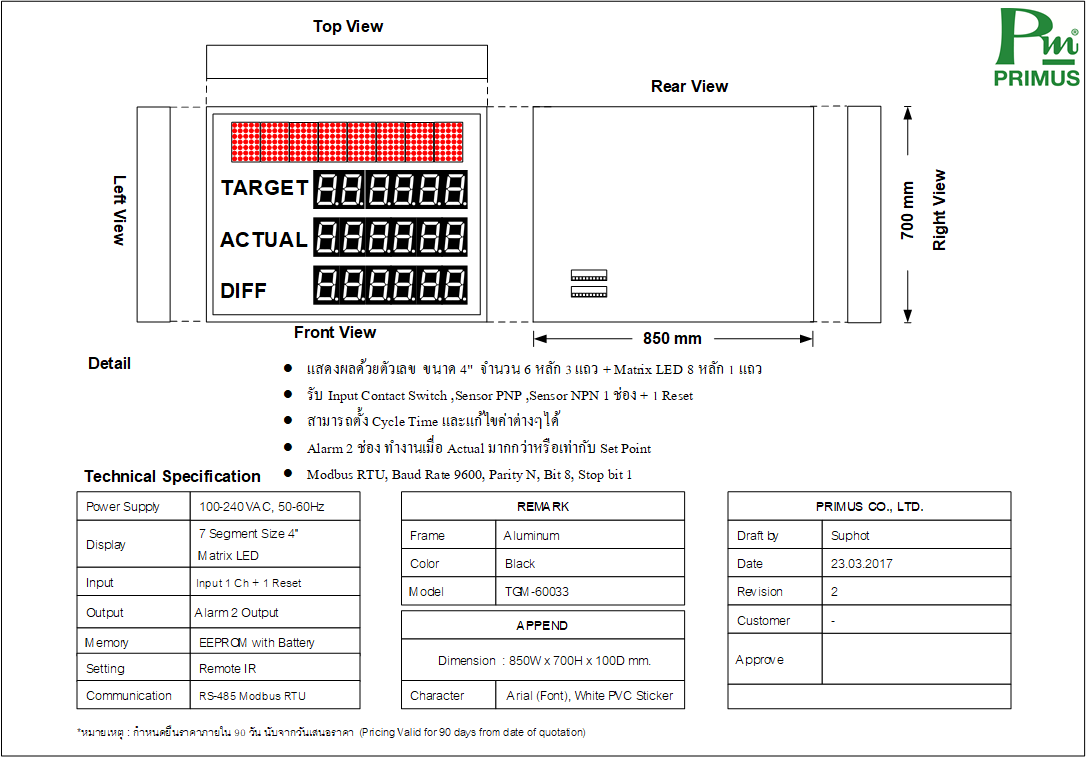 Top View
Pm®
PRIMUS
Rear View
Left View
TARGET
ACTUAL
DIFF
700 mm
Right View
Front View
850 mm
Detail
แสดงผลด้วยตัวเลข ขนาด 4" จำนวน 6 หลัก 3 แถว + Matrix LED 8 หลัก 1 แถว
รับ Input Contact Switch ,Sensor PNP ,Sensor NPN 1 ช่อง + 1 Reset
สามารถตั้ง Cycle Time และแก้ไขค่าต่างๆได้
Alarm 2 ช่อง ทำงานเมื่อ Actual มากกว่าหรือเท่ากับ Set Point
Modbus RTU, Baud Rate 9600, Parity N, Bit 8, Stop bit 1
Technical Specification
Power Supply 100-240 VAC, 50-60Hz
Display 7 Segment Size 4"
Matrix LED
Input Input 1 Ch + 1 Reset
Output Alarm 2 Output
Memory EEPROM with Battery
Setting Remote IR
Communication RS-485 Modbus RTU
REMARK
Frame Aluminum
Color Black
Model TGM-60033
APPEND
Dimension : 850W x 700H x 100D mm.
Character Arial (Font), White PVC Sticker
PRIMUS CO., LTD.
Draft by Suphot
Date 23.03.2017
Revision 2
Customer -
Approve
*หมายเหตุ : กำหนดยืนราคาภายใน 90 วัน นับจากวันเสนอราคา (Pricing Valid for 90 days from date of quotation)